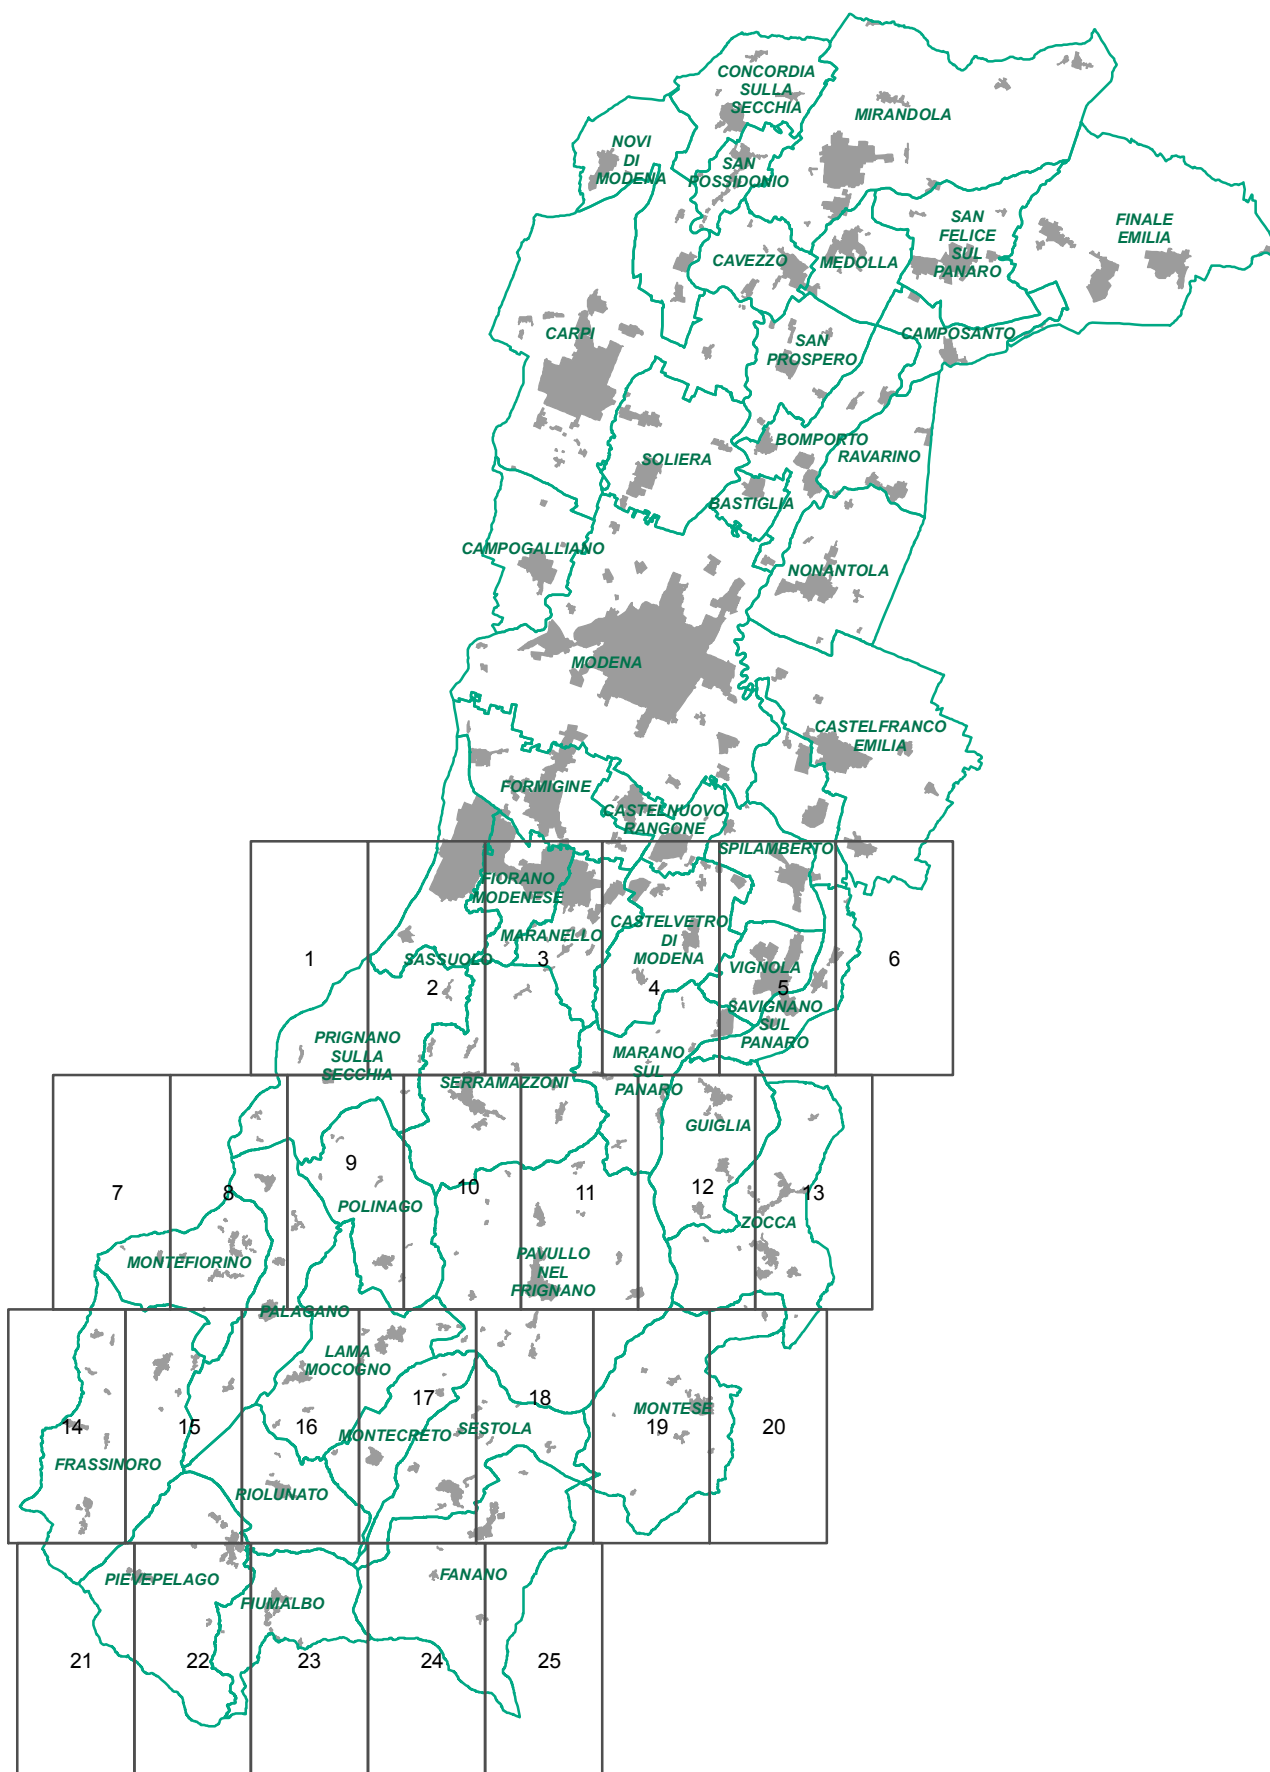 CONCORDIA
SULLA
SECCHIA
MIRANDOLA
NOVI
DI
MODENA
SAN
POSSIDONIO
SAN
FELICE
SUL
PANARO
FINALE
EMILIA
CAVEZZO
MEDOLLA
CARPI
SAN
PROSPERO
CAMPOSANTO
BOMPORTO
RAVARINO
SOLIERA
BASTIGLIA
CAMPOGALLIANO
NONANTOLA
MODENA
CASTELFRANCO
EMILIA
FORMIGINE
CASTELNUOVO
RANGONE
SPILAMBERTO
FIORANO
MODENESE
CASTELVETRO
DI
MODENA
MARANELLO
SASSUOLO
VIGNOLA
1
2
3
4
5
6
SAVIGNANO
SUL
PANARO
PRIGNANO
SULLA
SECCHIA
MARANO
SUL
PANARO
SERRAMAZZONI
GUIGLIA
7
8
9
10
11
12
13
POLINAGO
ZOCCA
MONTEFIORINO
PAVULLO
NEL
FRIGNANO
PALAGANO
LAMA
MOCOGNO
14
15
16
17
18
19
20
MONTESE
MONTECRETO
SESTOLA
FRASSINORO
RIOLUNATO
PIEVEPELAGO
FIUMALBO
FANANO
21
22
23
24
25